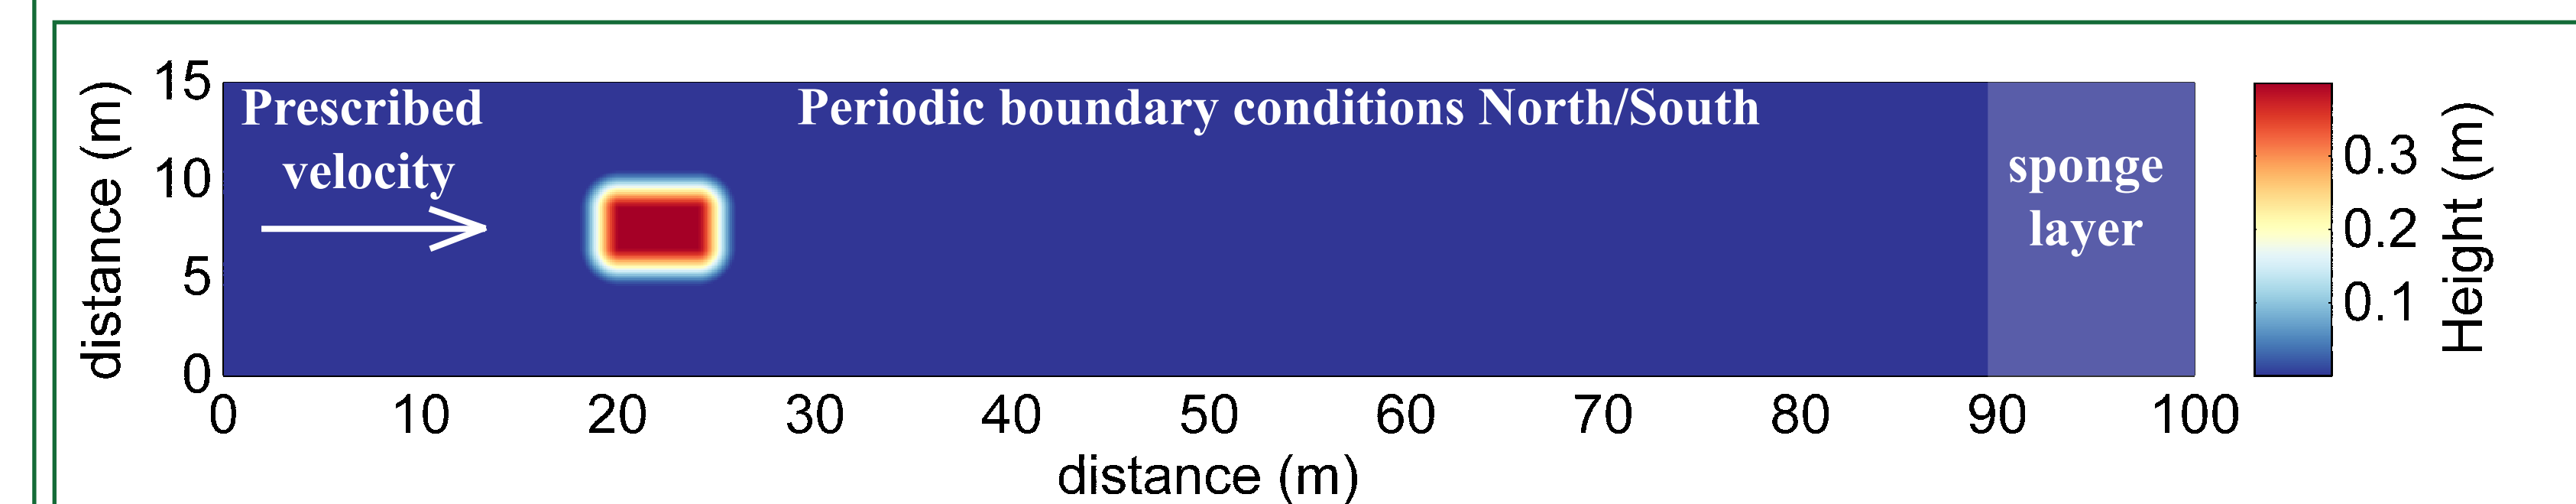 15
10
5
0
distance (m)
Prescribed
velocity
Periodic boundary conditions North/South
sponge
layer
0.3
0.2
0.1
Height (m)
0 10 20 30 40 50 60 70 80 90 100
distance (m)